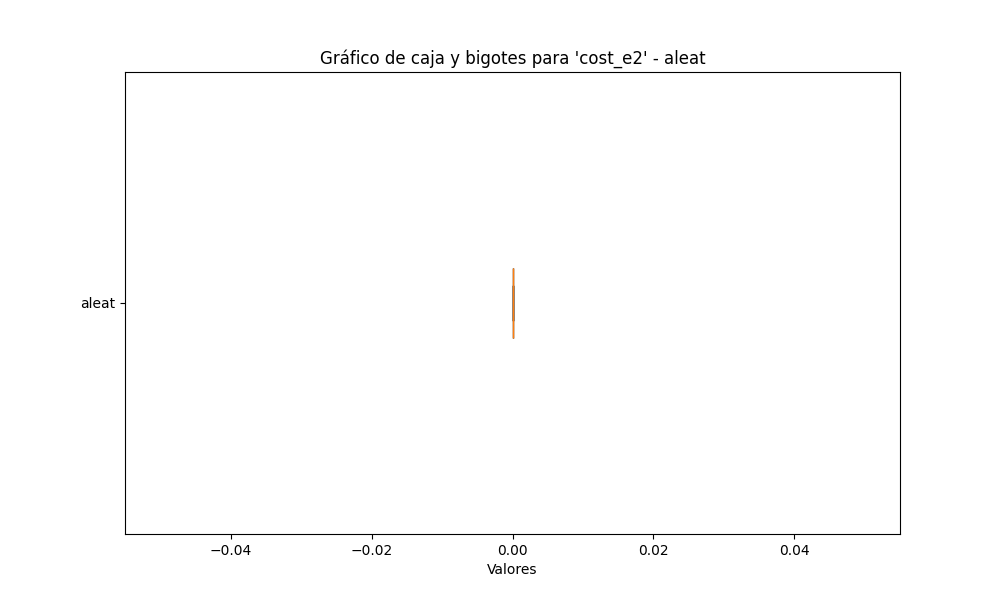 Gráfico de caja y bigotes para 'cost_e2' - aleat
aleat
−0.04 −0.02 0.00 0.02 0.04
Valores